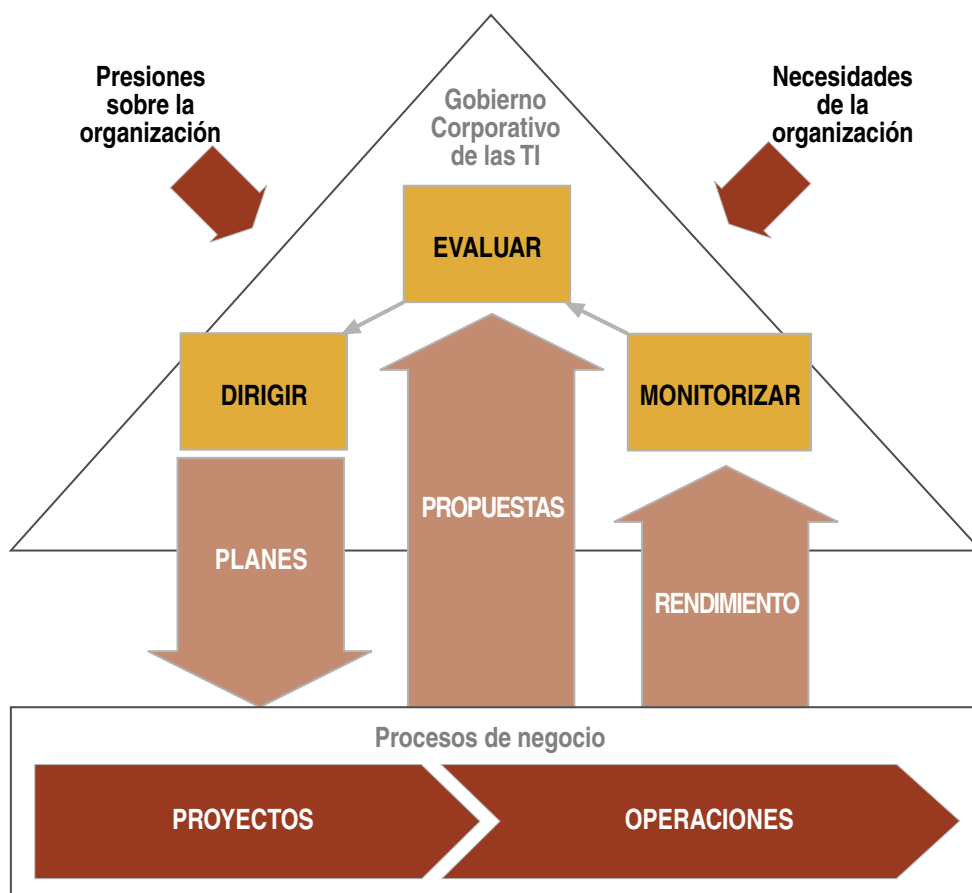 Presiones
sobre la
organización
Necesidades
de la
organización
Gobierno
Corporativo
de las TI
EVALUAR
DIRIGIR
MONITORIZAR
PROPUESTAS
PLANES
RENDIMIENTO
Procesos de negocio
PROYECTOS
OPERACIONES